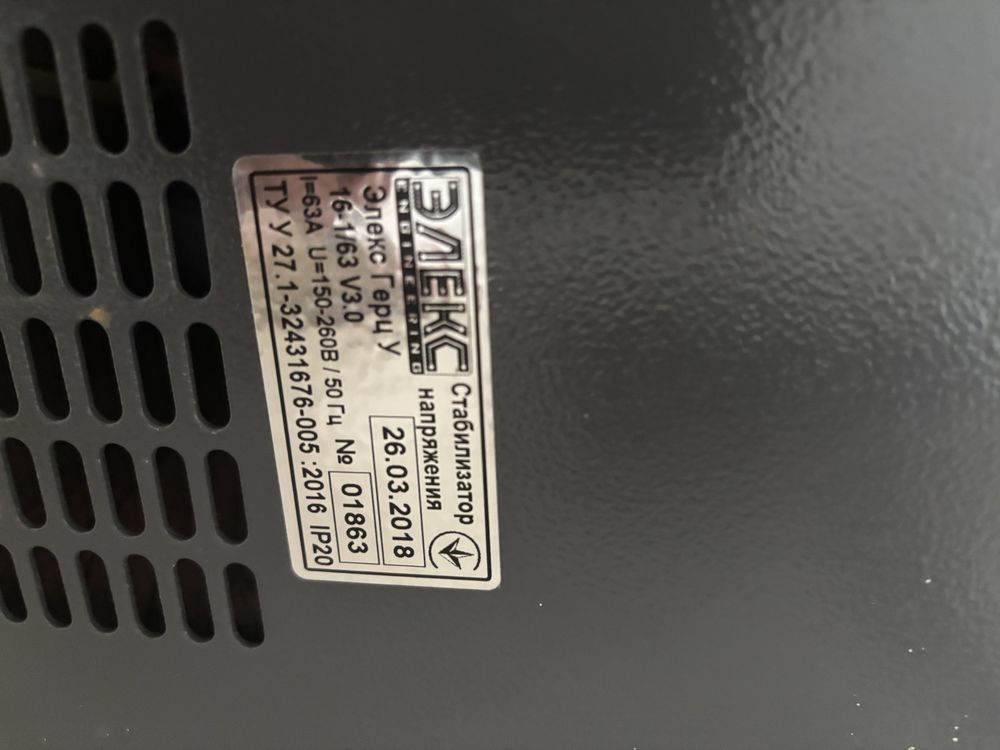 ЭЛЕКС
ENGINEERING
Стабилизатор
напряжения
Элекс Герц У
16-1/63 V3.0
26.03.2018
I=63А U=150-260В / 50 Гц № 01863
ТУ У 27.1-32431676-005 :2016 IP20